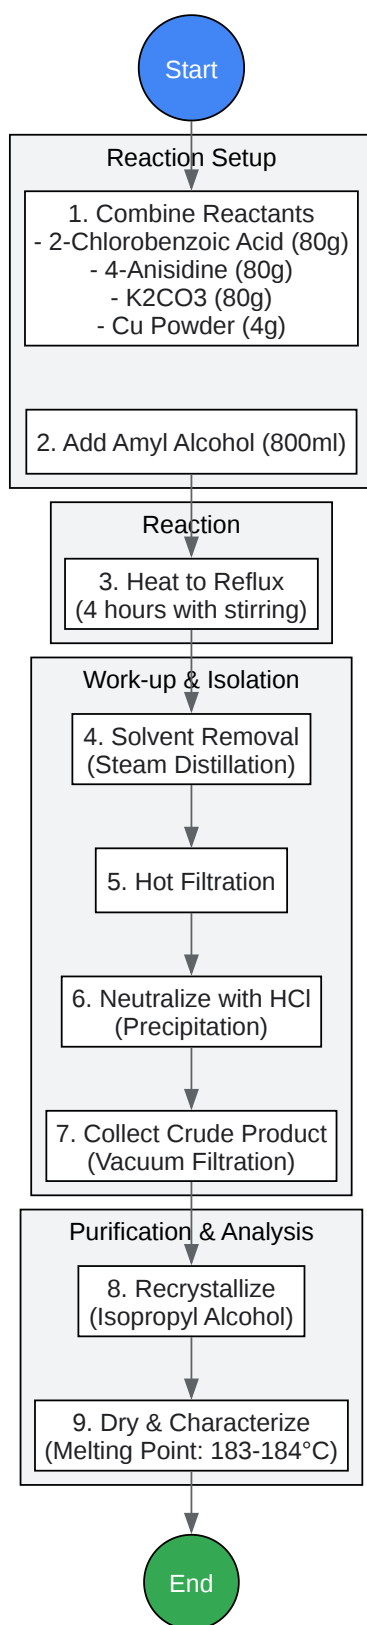 Start
Reaction Setup
1. Combine Reactants
- 2-Chlorobenzoic Acid (80g)
- 4-Anisidine (80g)
- K2CO3 (80g)
- Cu Powder (4g)
2. Add Amyl Alcohol (800ml)
Reaction
3. Heat to Reflux
(4 hours with stirring)
Work-up & Isolation
4. Solvent Removal
(Steam Distillation)
5. Hot Filtration
6. Neutralize with HCl
(Precipitation)
7. Collect Crude Product
(Vacuum Filtration)
Purification & Analysis
8. Recrystallize
(Isopropyl Alcohol)
9. Dry & Characterize
(Melting Point: 183-184°C)
End